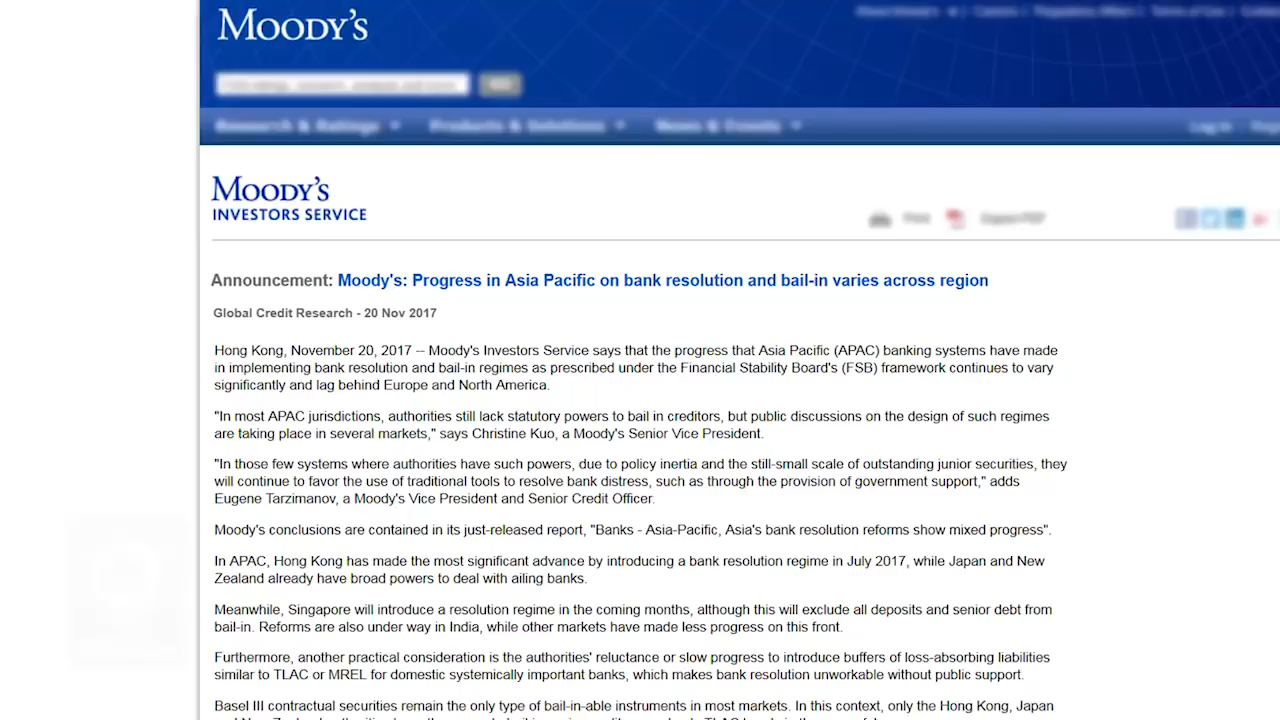 MOODY'S
MOODY'S
INVESTORS SERVICE
Announcement: Moody's: Progress in Asia Pacific on bank resolution and bail-in varies across region
Global Credit Research - 20 Nov 2017
Hong Kong, November 20, 2017 -- Moody's Investors Service says that the progress that Asia Pacific (APAC) banking systems have made
in implementing bank resolution and bail-in regimes as prescribed under the Financial Stability Board's (FSB) framework continues to vary
significantly and lag behind Europe and North America.
"In most APAC jurisdictions, authorities still lack statutory powers to bail in creditors, but public discussions on the design of such regimes
are taking place in several markets," says Christine Kuo, a Moody's Senior Vice President.
"In those few systems where authorities have such powers, due to policy inertia and the still-small scale of outstanding junior securities, they
will continue to favor the use of traditional tools to resolve bank distress, such as through the provision of government support," adds
Eugene Tarzimanov, a Moody's Vice President and Senior Credit Officer.
Moody's conclusions are contained in its just-released report, "Banks - Asia-Pacific, Asia's bank resolution reforms show mixed progress".
In APAC, Hong Kong has made the most significant advance by introducing a bank resolution regime in July 2017, while Japan and New
Zealand already have broad powers to deal with ailing banks.
Meanwhile, Singapore will introduce a resolution regime in the coming months, although this will exclude all deposits and senior debt from
bail-in. Reforms are also under way in India, while other markets have made less progress on this front.
Furthermore, another practical consideration is the authorities' reluctance or slow progress to introduce buffers of loss-absorbing liabilities
similar to TLAC or MREL for domestic systemically important banks, which makes bank resolution unworkable without public support.
Basel III contractual securities remain the only type of bail-in-able instruments in most markets. In this context, only the Hong Kong, Japan